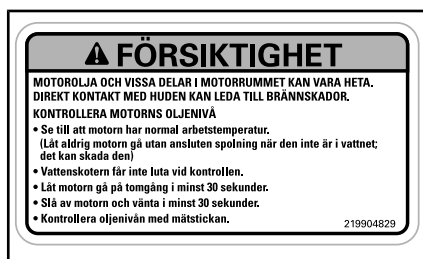 FÖRSIKTIGHET
MOTOROLJA OCH VISSA DELAR I MOTORRUMMET KAN VARA HETA.
DIREKT KONTAKT MED HUDEN KAN LEDA TILL BRÄNNSKADOR.
KONTROLLERA MOTORNS OLJENIVÅ
• Se till att motorn har normal arbetstemperatur.
(Låt aldrig motorn gå utan ansluten spolning när den inte är i vattnet;
det kan skada den)
• Vattenskotern får inte luta vid kontrollen.
• Låt motorn gå på tomgång i minst 30 sekunder.
• Slå av motorn och vänta i minst 30 sekunder.
• Kontrollera oljenivån med mätstickan.
219904829